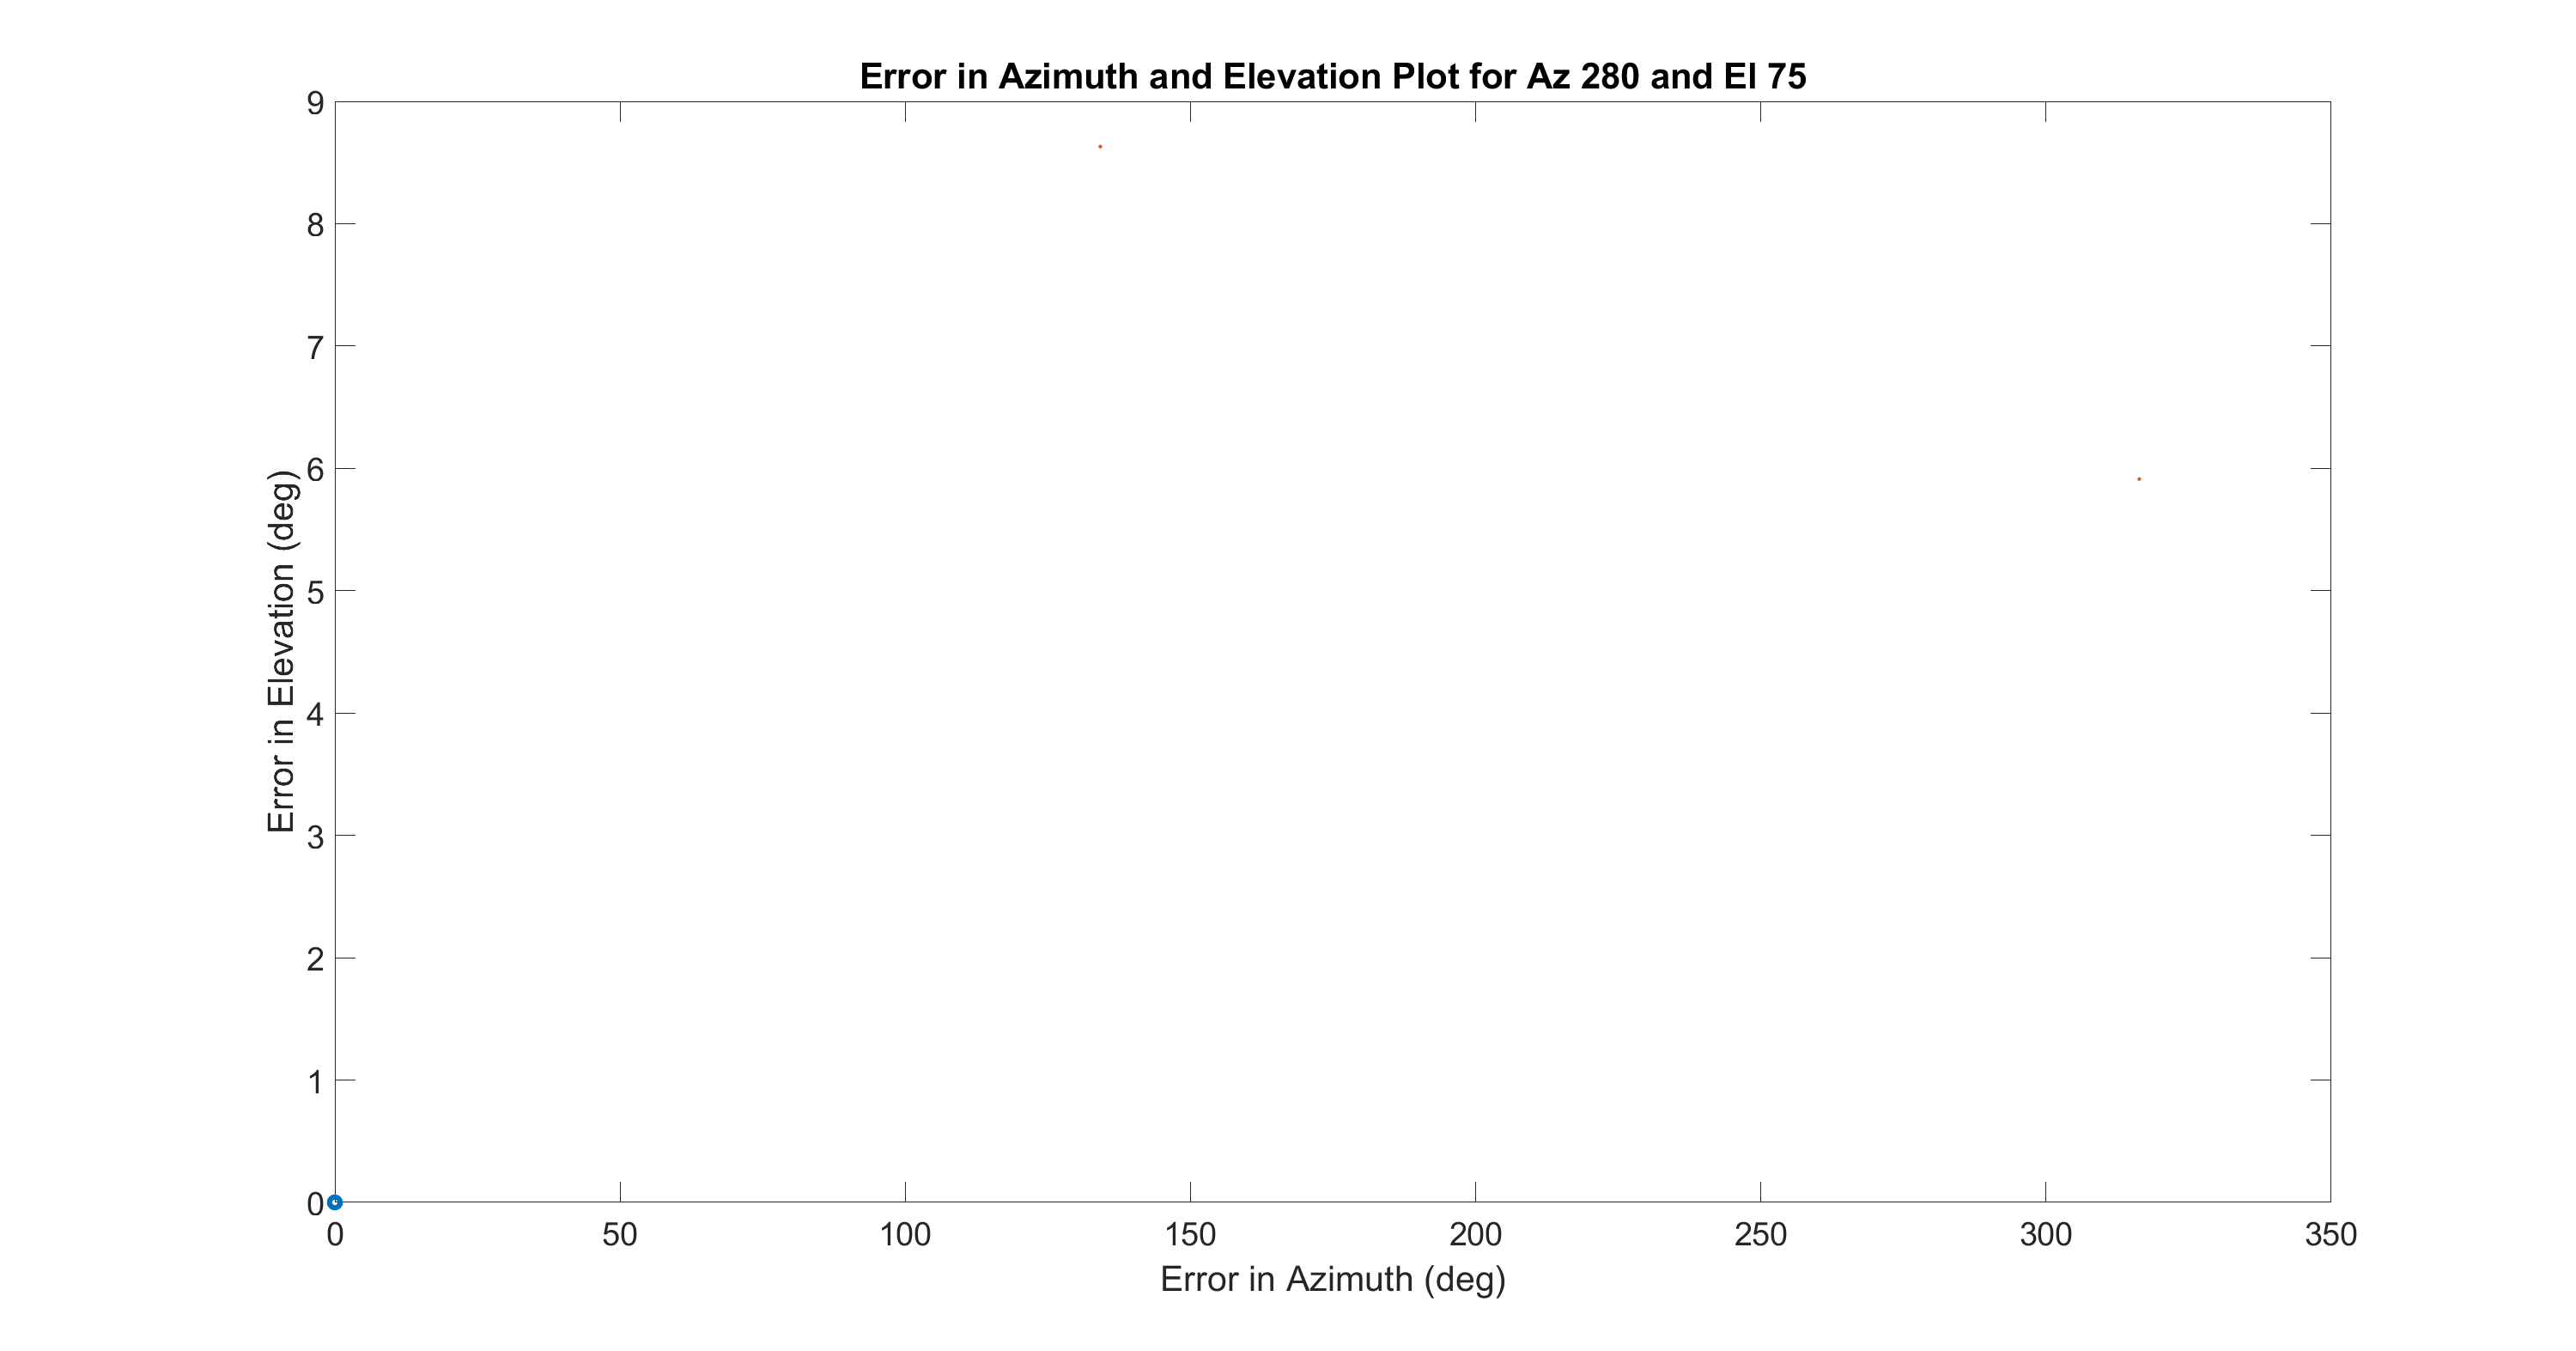 Error in Azimuth and Elevation Plot for Az 280 and El 75
9
8
7
6
5
4
3
2
1
0
Error in Elevation (deg)
0 50 100 150 200 250 300 350
Error in Azimuth (deg)